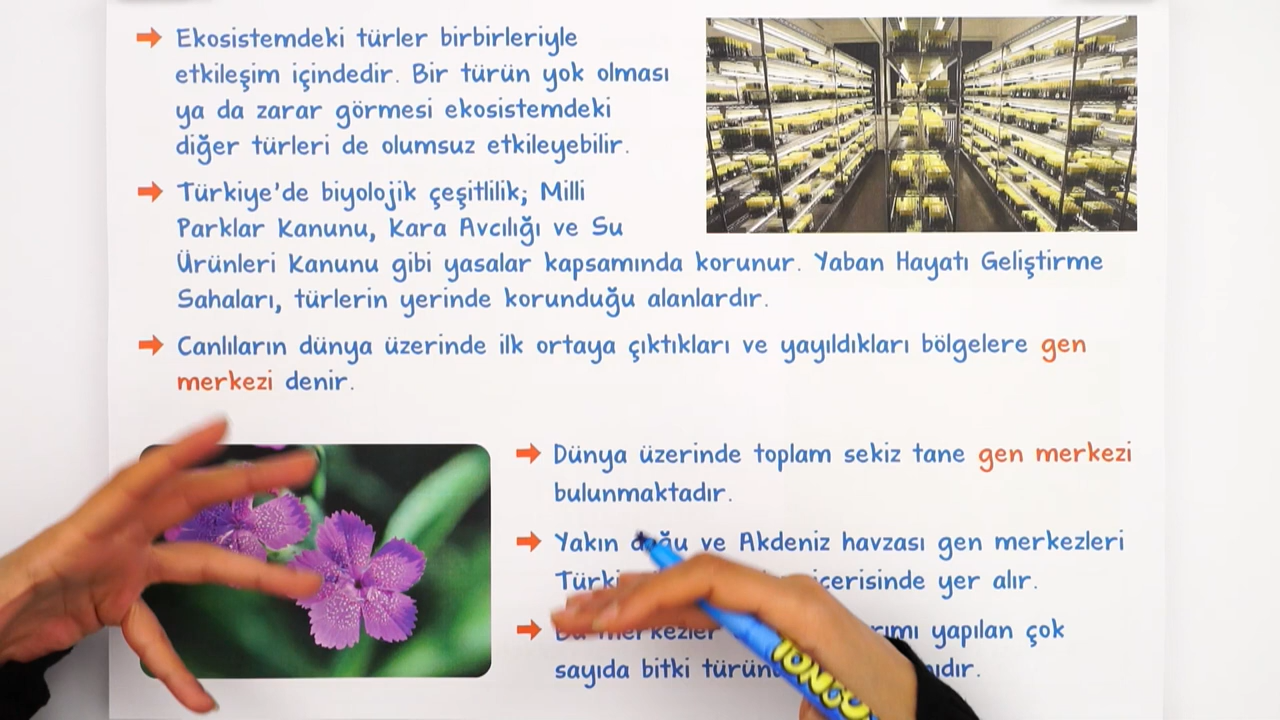 Ekosistemdeki türler birbirleriyle
etkileşim içindedir. Bir türün yok olması
ya da zarar görmesi ekosistemdeki
diğer türleri de olumsuz etkileyebilir.
Türkiye'de biyolojik çeşitlilik; Milli
Parklar Kanunu, Kara Avcılığı ve Su
Ürünleri Kanunu gibi yasalar kapsamında korunur. Yaban Hayatı Geliştirme
Sahaları, türlerin yerinde korunduğu alanlardır.
Canlıların dünya üzerinde ilk ortaya çıktıkları ve yayıldıkları bölgelere gen
merkezi denir.
Dünya üzerinde toplam sekiz tane gen merkezi
bulunmaktadır.
Yakın doğu ve Akdeniz havzası gen merkezleri
yer alır.
merkezler yapılan çok
sayıda bitki